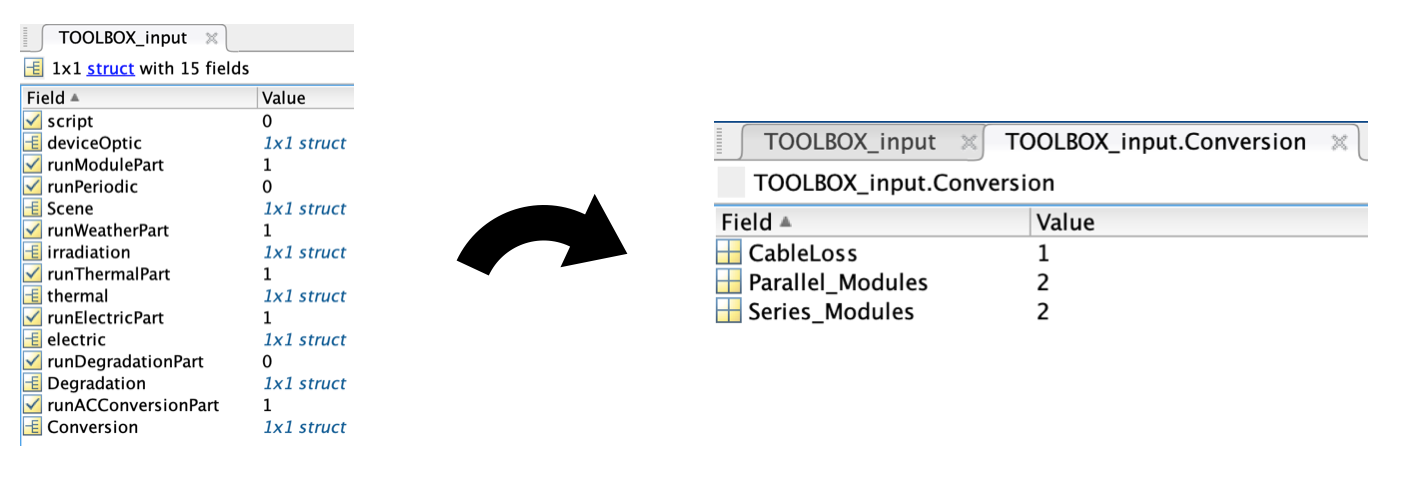 TOOLBOX_input
1x1 struct with 15 fields
Field Value
script 0
deviceOptic 1x1 struct
runModulePart 1
runPeriodic 0
Scene 1x1 struct
runWeatherPart 1
irradiation 1x1 struct
runThermalPart 1
thermal 1x1 struct
runElectricPart 1
electric 1x1 struct
runDegradationPart 0
Degradation 1x1 struct
runACConversionPart 1
Conversion 1x1 struct
TOOLBOX_input TOOLBOX_input.Conversion
TOOLBOX_input.Conversion
Field Value
CableLoss 1
Parallel_Modules 2
Series_Modules 2